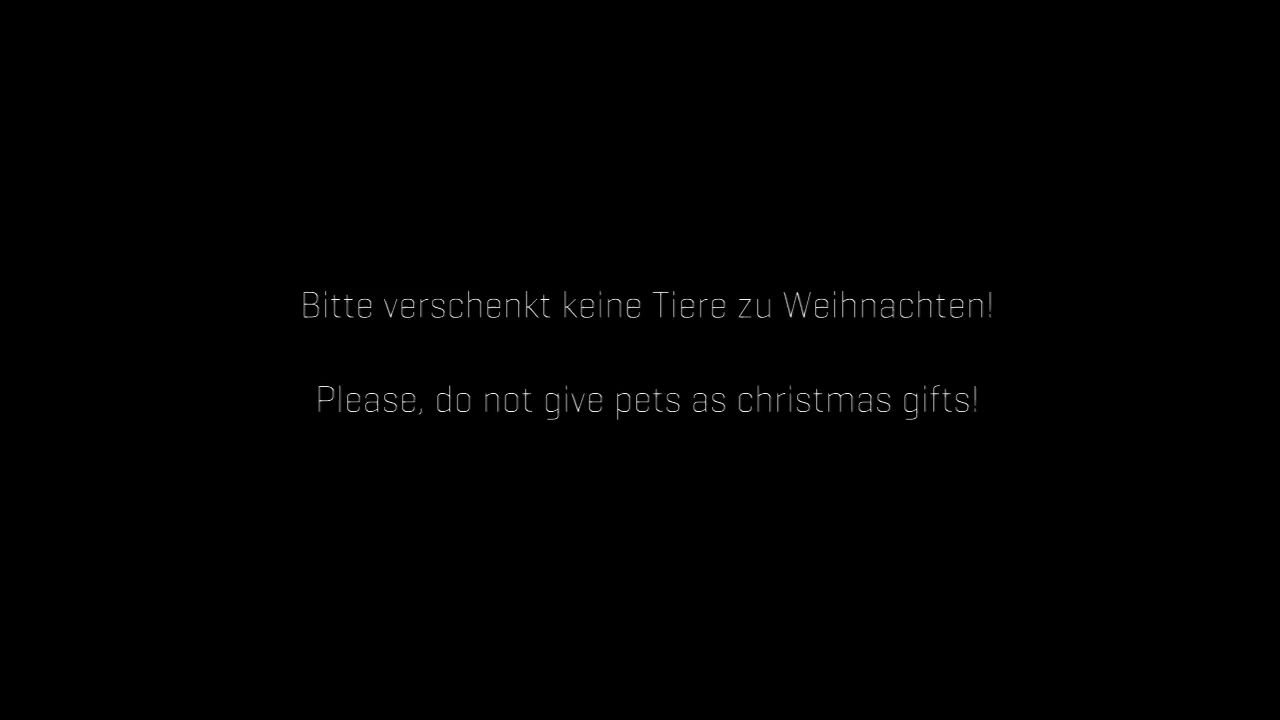 Bitte verschenkt keine Tiere zu Weihnachten!
Please, do not give pets as christmas gifts!